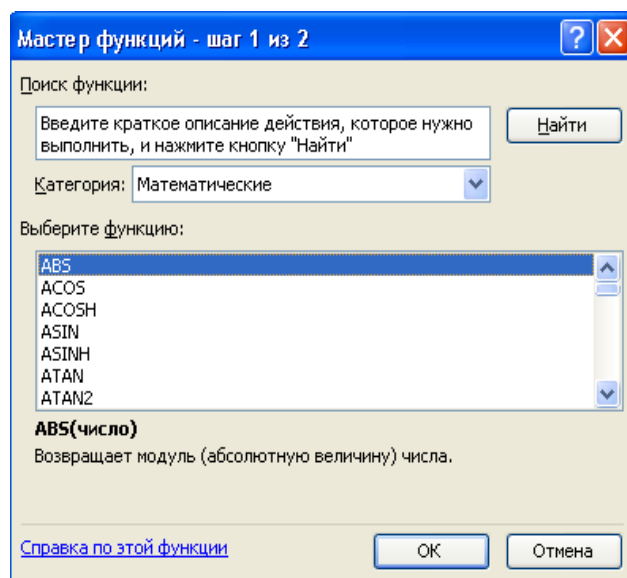 Мастер функций - шаг 1 из 2
Поиск функции:
Введите краткое описание действия, которое нужно
выполнить, и нажмите кнопку "Найти"
Найти
Категория: Математические
Выберите функцию:
ABS
ACOS
ACOSH
ASIN
ASINH
ATAN
ATAN2
ABS(число)
Возвращает модуль (абсолютную величину) числа.
Справка по этой функции
ОК
Отмена